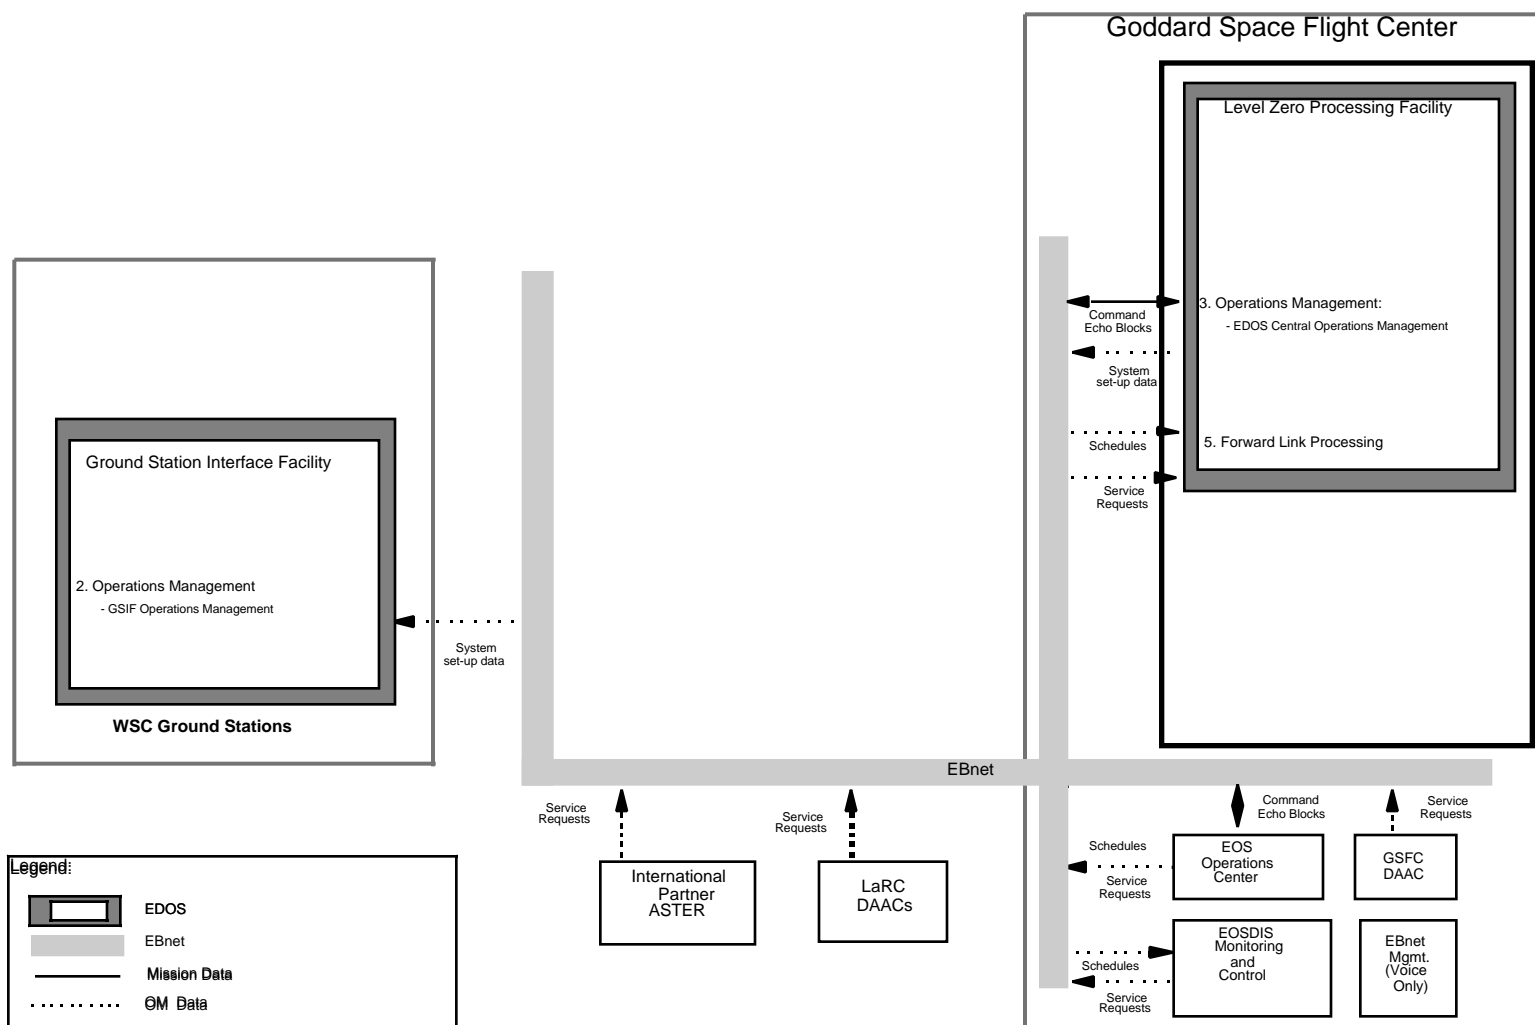 Goddard Space Flight Center
Level Zero Processing Facility
3. Operations Management:
- EDOS Central Operations Management
5. Forward Link Processing
Command
Echo Blocks
System
set-up data
Schedules
Service
Requests
Ground Station Interface Facility
2. Operations Management
- GSIF Operations Management
WSC Ground Stations
System
set-up data
EBnet
Service
Requests
International
Partner
ASTER
Service
Requests
LaRC
DAACs
Command
Echo Blocks
Service
Requests
Schedules
Service
Requests
EOS
Operations
Center
GSFC
DAAC
Schedules
Service
Requests
EOSDIS
Monitoring
and
Control
EBnet
Mgmt.
(Voice
Only)
Legend:
EDOS
EBnet
Mission Data
OM Data